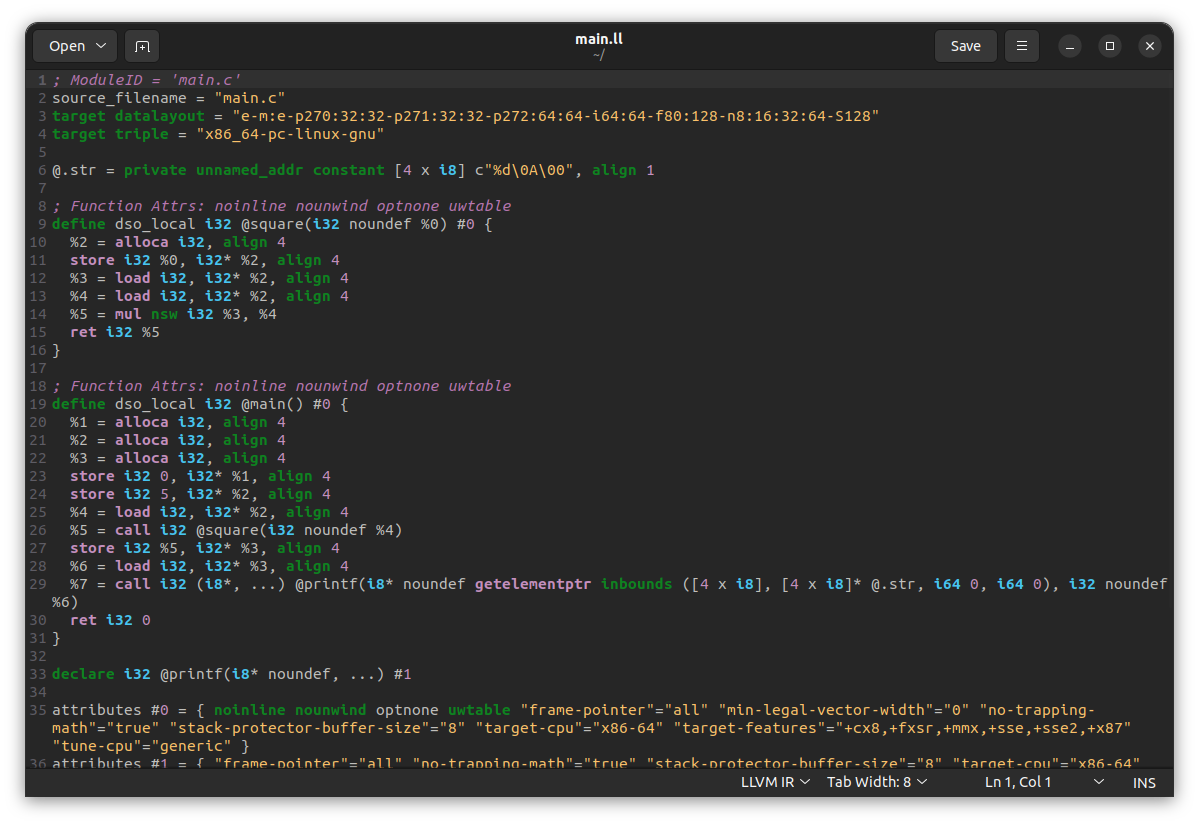 Open
main.ll
~/
Save
1 ; ModuleID = 'main.c'
2 source_filename = "main.c"
3 target datalayout = "e-m:e-p270:32:32-p271:32:32-p272:64:64-i64:64-f80:128-n8:16:32:64-S128"
4 target triple = "x86_64-pc-linux-gnu"
5
6 @.str = private unnamed_addr constant [4 x i8] c"%d\0A\00", align 1
7
8 ; Function Attrs: noinline nounwind optnone uwtable
9 define dso_local i32 @square(i32 noundef %0) #0 {
10   %2 = alloca i32, align 4
11   store i32 %0, i32* %2, align 4
12   %3 = load i32, i32* %2, align 4
13   %4 = load i32, i32* %2, align 4
14   %5 = mul nsw i32 %3, %4
15   ret i32 %5
16 }
17
18 ; Function Attrs: noinline nounwind optnone uwtable
19 define dso_local i32 @main() #0 {
20   %1 = alloca i32, align 4
21   %2 = alloca i32, align 4
22   %3 = alloca i32, align 4
23   store i32 0, i32* %1, align 4
24   store i32 5, i32* %2, align 4
25   %4 = load i32, i32* %2, align 4
26   %5 = call i32 @square(i32 noundef %4)
27   store i32 %5, i32* %3, align 4
28   %6 = load i32, i32* %3, align 4
29   %7 = call i32 (i8*, ...) @printf(i8* noundef getelementptr inbounds ([4 x i8], [4 x i8]* @.str, i64 0, i64 0), i32 noundef
%6)
30   ret i32 0
31 }
32
33 declare i32 @printf(i8* noundef, ...) #1
34
35 attributes #0 = { noinline nounwind optnone uwtable "frame-pointer"="all" "min-legal-vector-width"="0" "no-trapping-
math"="true" "stack-protector-buffer-size"="8" "target-cpu"="x86-64" "target-features"="+cx8,+fxsr,+mmx,+sse,+sse2,+x87"
"tune-cpu"="generic" }
36 attributes #1 = { "frame-pointer"="all" "no-trapping-math"="true" "stack-protector-buffer-size"="8" "target-cpu"="x86-64"
LLVM IR Tab Width: 8 Ln 1, Col 1 INS